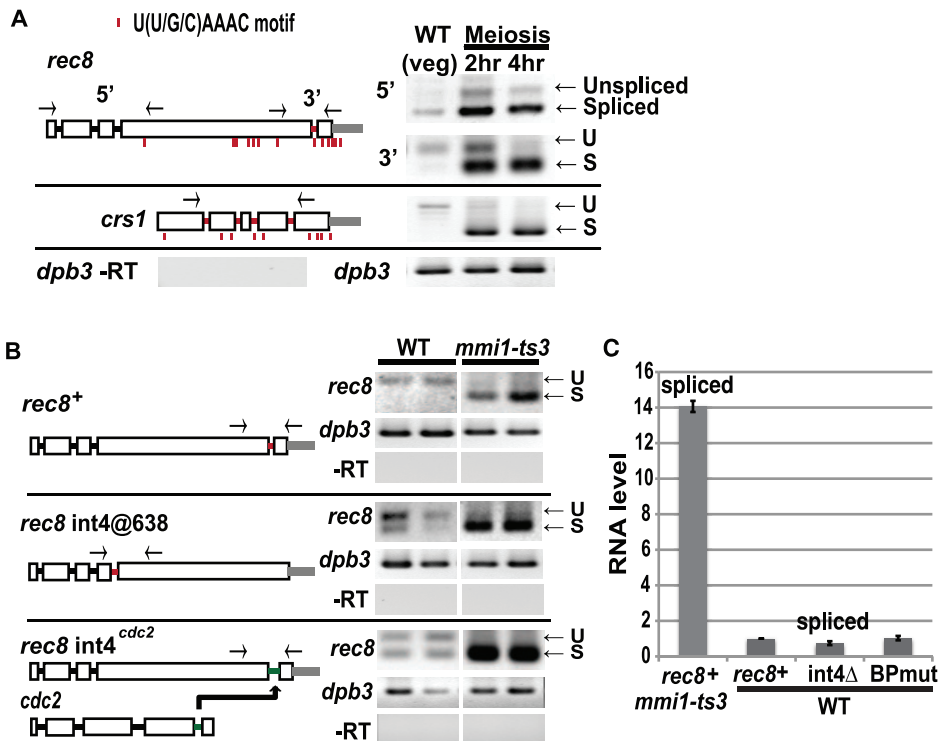 A
U(U/G/C)AAAC motif
rec8
5’
3’
WT
(veg)
Meiosis
2hr 4hr
5’
← Unspliced
← Spliced
3’
← U
← S
crs1
← U
← S
dpb3 -RT
dpb3
B
WT
mmi1-ts3
rec8+
rec8
← U
← S
dpb3
-RT
rec8 int4@638
rec8
← U
← S
dpb3
-RT
rec8 int4cdc2
cdc2
rec8
← U
← S
dpb3
-RT
C
RNA level
16
14
12
10
8
6
4
2
0
spliced
spliced
rec8+
mmi1-ts3
rec8+
int4Δ
BPmut
WT